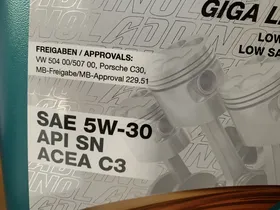 GIGA L
LOW
LOW SA
FREIGABEN / APPROVALS:
VW 504 00/507 00, Porsche C30,
MB-Freigabe/MB-Approval 229.51
SAE 5W-30
API SN
ACEA C3